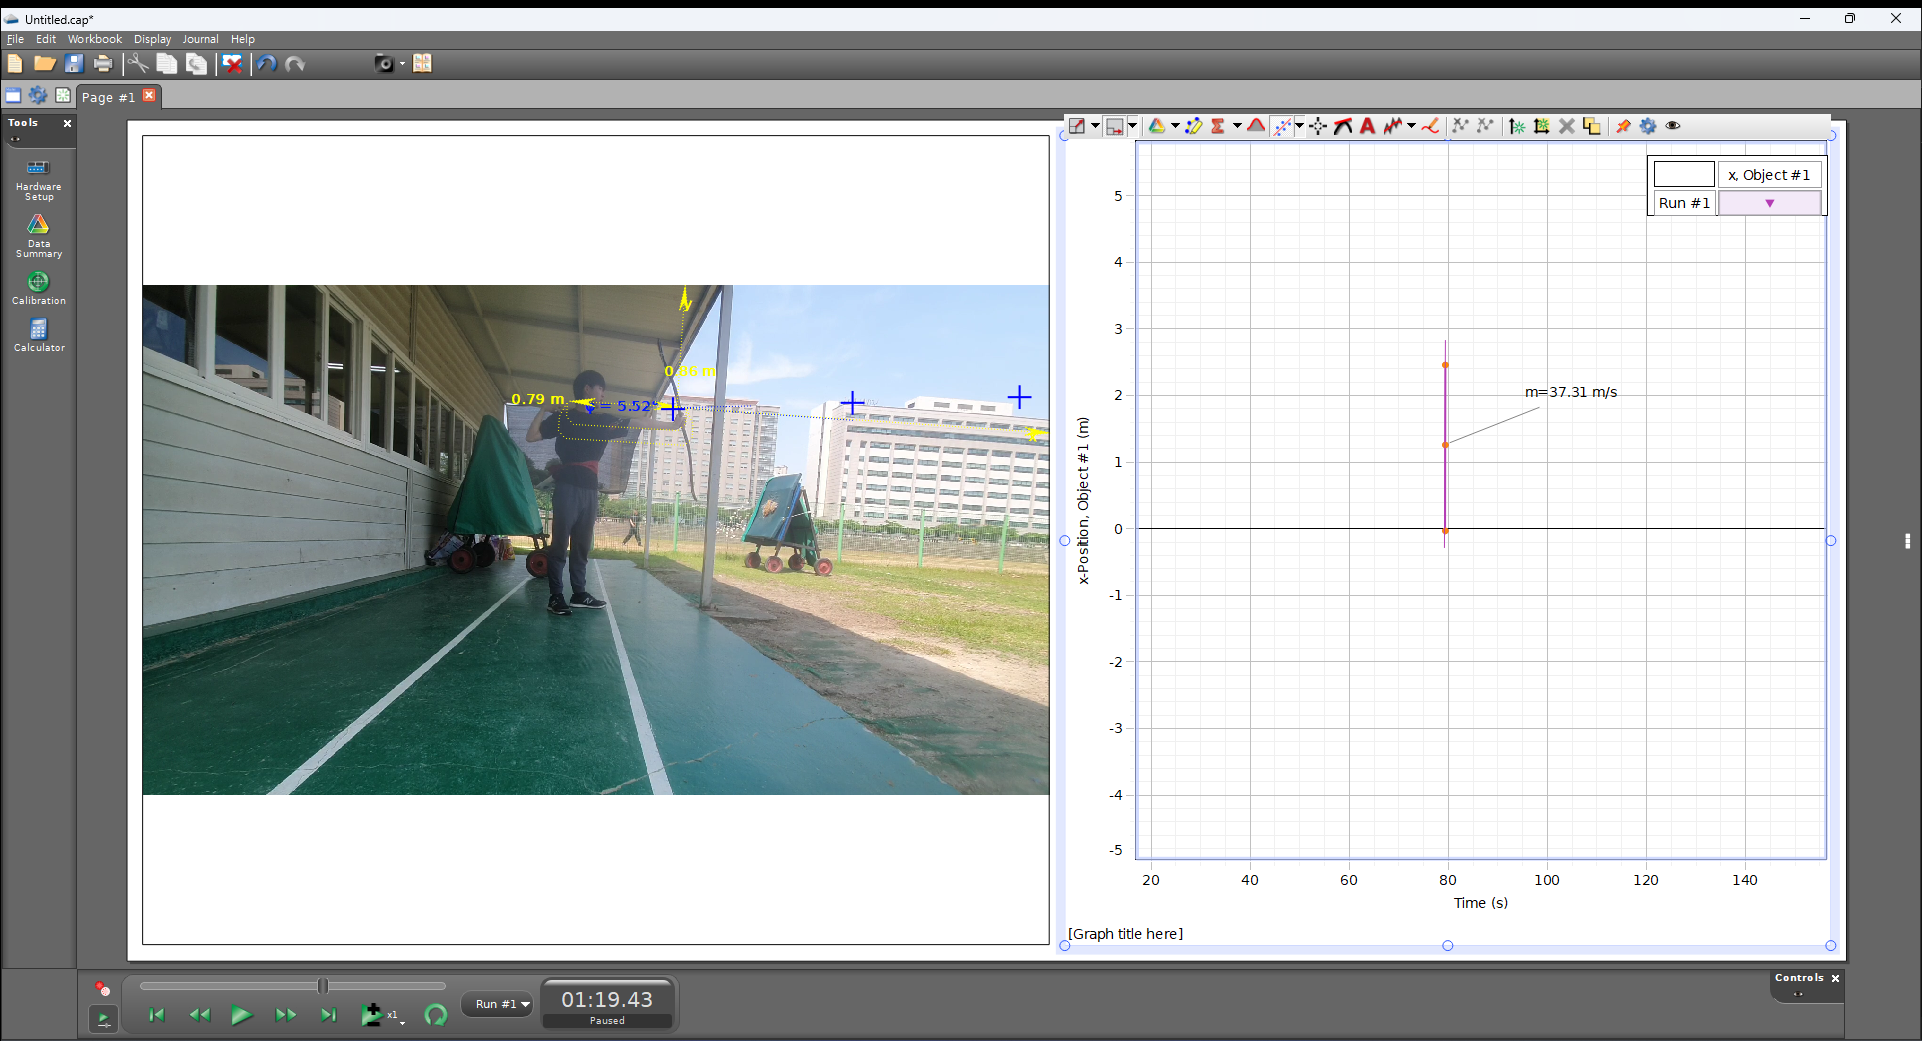 Untitled.cap*
File Edit Workbook Display Journal Help
Page #1
Tools
Hardware
Setup
Data
Summary
Calibration
Calculator
y
0.86 m
0.79 m
= 5.52°
x, Object #1
Run #1
m=37.31 m/s
5
4
3
2
1
0
-1
-2
-3
-4
-5
x-Position, Object #1 (m)
20 40 60 80 100 120 140
Time (s)
[Graph title here]
x1
Run #1
01:19.43
Paused
Controls